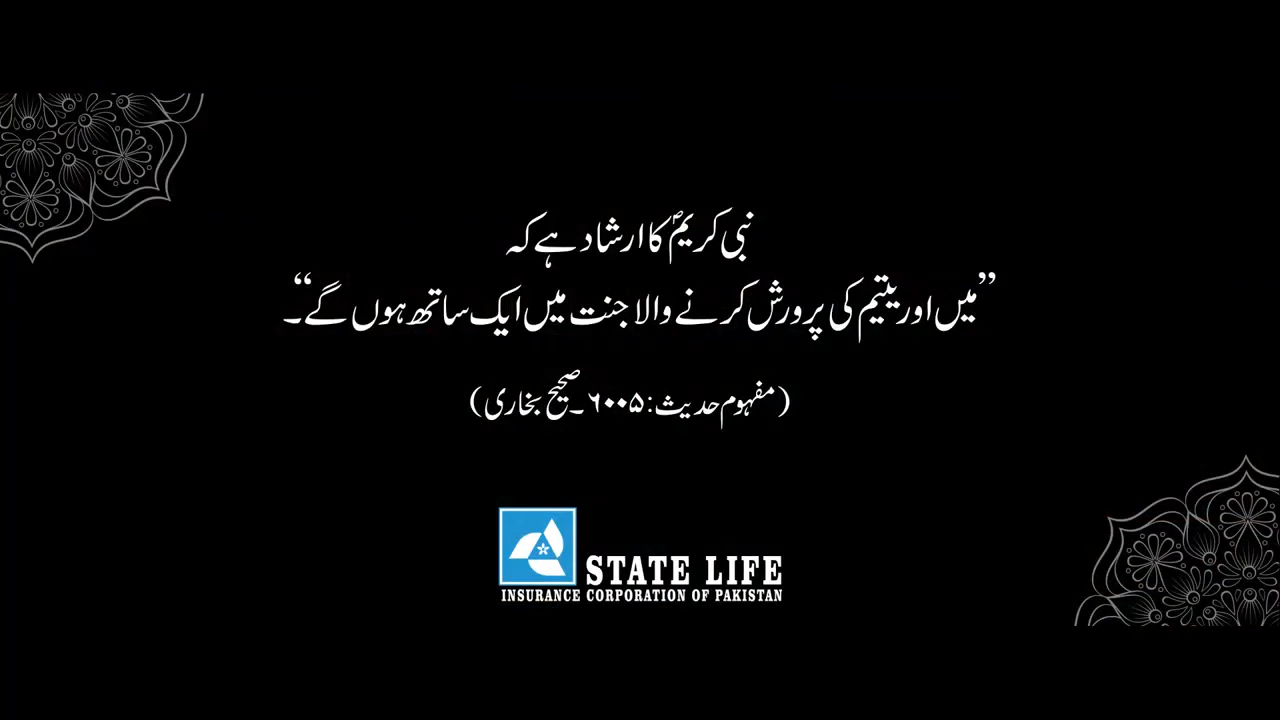 نبی کریمؐ کا ارشاد ہے کہ
”میں اور یتیم کی پرورش کرنے والا جنت میں ایک ساتھ ہوں گے۔“
(مفہوم حدیث: ۶۰۰۵۔ صحیح بخاری)
STATE LIFE
INSURANCE CORPORATION OF PAKISTAN